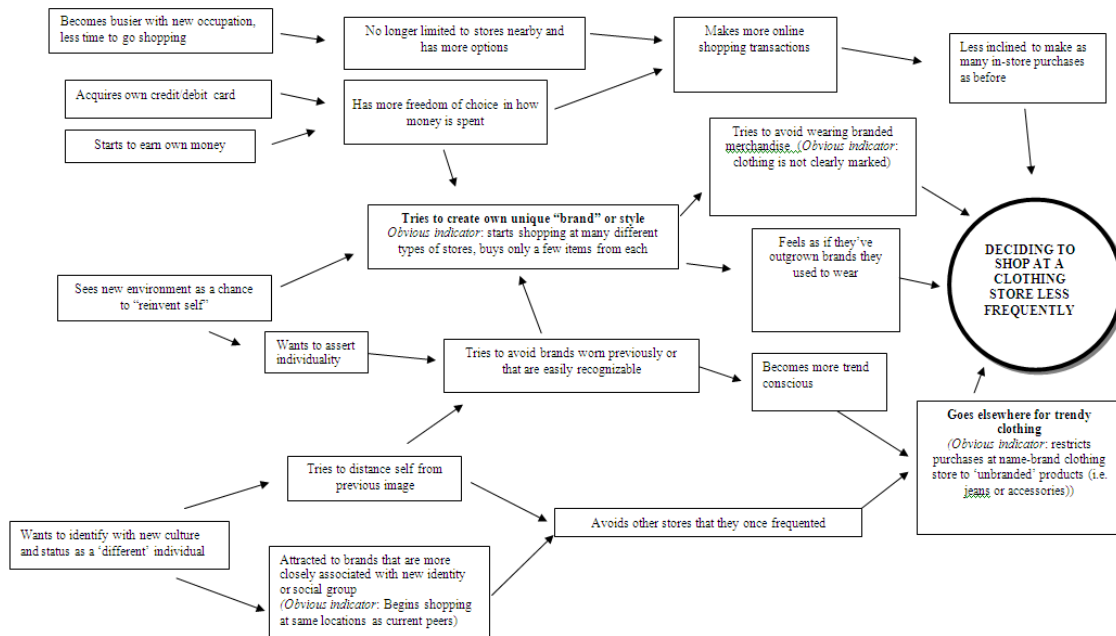 Becomes busier with new occupation,
less time to go shopping
No longer limited to stores nearby and
has more options
Makes more online
shopping transactions
Less inclined to make as
many in-store purchases
as before
Acquires own credit/debit card
Has more freedom of choice in how
money is spent
Starts to earn own money
Tries to avoid wearing branded
merchandise (Obvious indicator:
clothing is not clearly marked)
Tries to create own unique “brand” or style
Obvious indicator: starts shopping at many different
types of stores, buys only a few items from each
Feels as if they’ve
outgrown brands they
used to wear
DECIDING TO
SHOP AT A
CLOTHING
STORE LESS
FREQUENTLY
Sees new environment as a chance
to “reinvent self”
Wants to assert
individuality
Tries to avoid brands worn previously or
that are easily recognizable
Becomes more trend
conscious
Goes elsewhere for trendy
clothing
(Obvious indicator: restricts
purchases at name-brand clothing
store to ‘unbranded’ products (i.e.
jeans or accessories))
Tries to distance self from
previous image
Avoids other stores that they once frequented
Wants to identify with new culture
and status as a ‘different’ individual
Attracted to brands that are more
closely associated with new identity
or social group
(Obvious indicator: Begins shopping
at same locations as current peers)